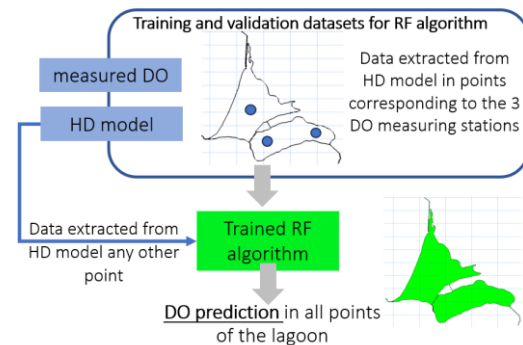 Training and validation datasets for RF algorithm
measured DO
HD model
Data extracted from
HD model in points
corresponding to the 3
DO measuring stations
Data extracted from
HD model any other
point
Trained RF
algorithm
DO prediction in all points
of the lagoon